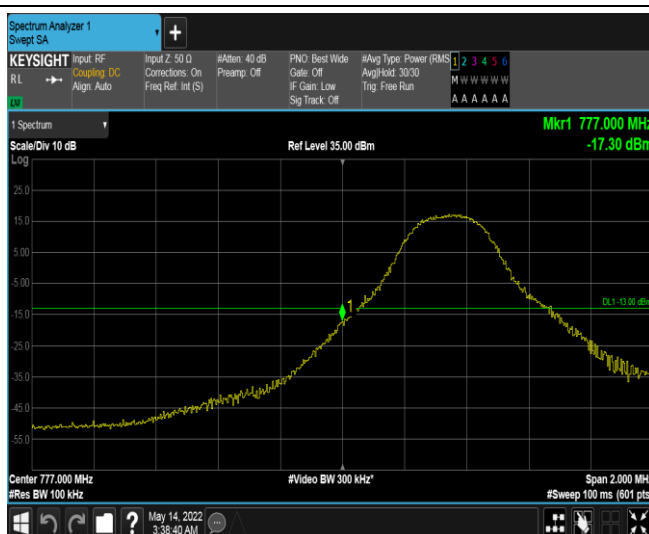 Spectrum Analyzer 1
Swept SA
+
KEYSIGHT
RL
LXI
Input: RF
Coupling: DC
Align: Auto
Input Z: 50 Ω
Corrections: On
Freq Ref: Int (S)
#Atten: 40 dB
Preamp: Off
PNO: Best Wide
Gate: Off
IF Gain: Low
Sig Track: Off
#Avg Type: Power (RMS
Avg|Hold: 30/30
Trig: Free Run
1 2 3 4 5 6
M W W W W W
A A A A A A
1 Spectrum
Mkr1 777.000 MHz
Scale/Div 10 dB
Ref Level 35.00 dBm
-17.30 dBm
Log
25.0
15.0
5.00
-5.00
1
DL1 -13.00 dBm
-15.0
-25.0
-35.0
-45.0
-55.0
Center 777.000 MHz
#Video BW 300 kHz*
Span 2.000 MHz
#Res BW 100 kHz
#Sweep 100 ms (601 pts
?
May 14, 2022
3:38:40 AM